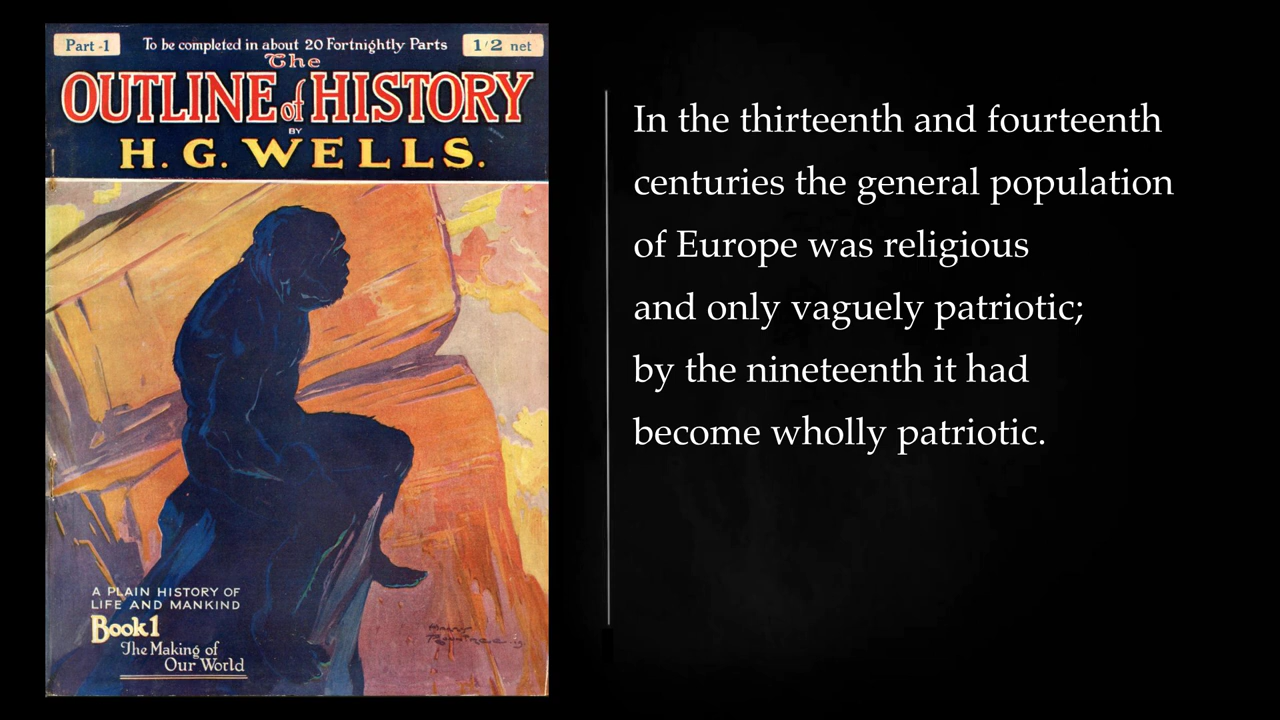 Part -1
To be completed in about 20 Fortnightly Parts
1/2 net
The
OUTLINE of HISTORY
BY
H. G. WELLS.
A PLAIN HISTORY OF
LIFE AND MANKIND
Book 1
The Making of
Our World
In the thirteenth and fourteenth
centuries the general population
of Europe was religious
and only vaguely patriotic;
by the nineteenth it had
become wholly patriotic.